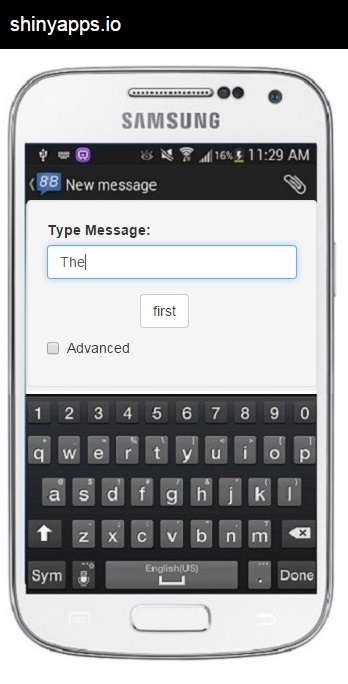 shinyapps.io
SAMSUNG
16% 11:29 AM
88 New message
Type Message:
The
first
Advanced
1 2 3 4 5 6 7 8 9 0
q w e r t y u i o p
a s d f g h j k l
z x c v b n m
English(US)
Sym . Done